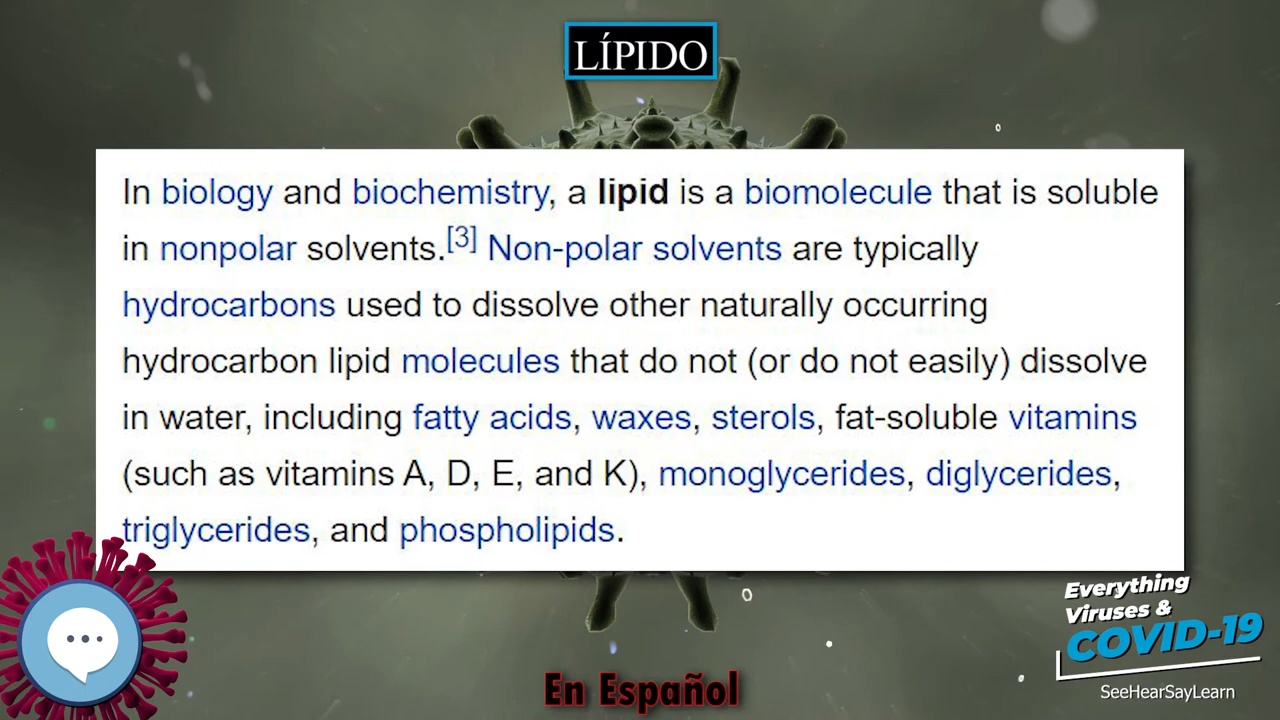 LÍPIDO
In biology and biochemistry, a lipid is a biomolecule that is soluble
in nonpolar solvents.[3] Non-polar solvents are typically
hydrocarbons used to dissolve other naturally occurring
hydrocarbon lipid molecules that do not (or do not easily) dissolve
in water, including fatty acids, waxes, sterols, fat-soluble vitamins
(such as vitamins A, D, E, and K), monoglycerides, diglycerides,
triglycerides, and phospholipids.
Everything
Viruses &
COVID-19
SeeHearSayLearn
En Español